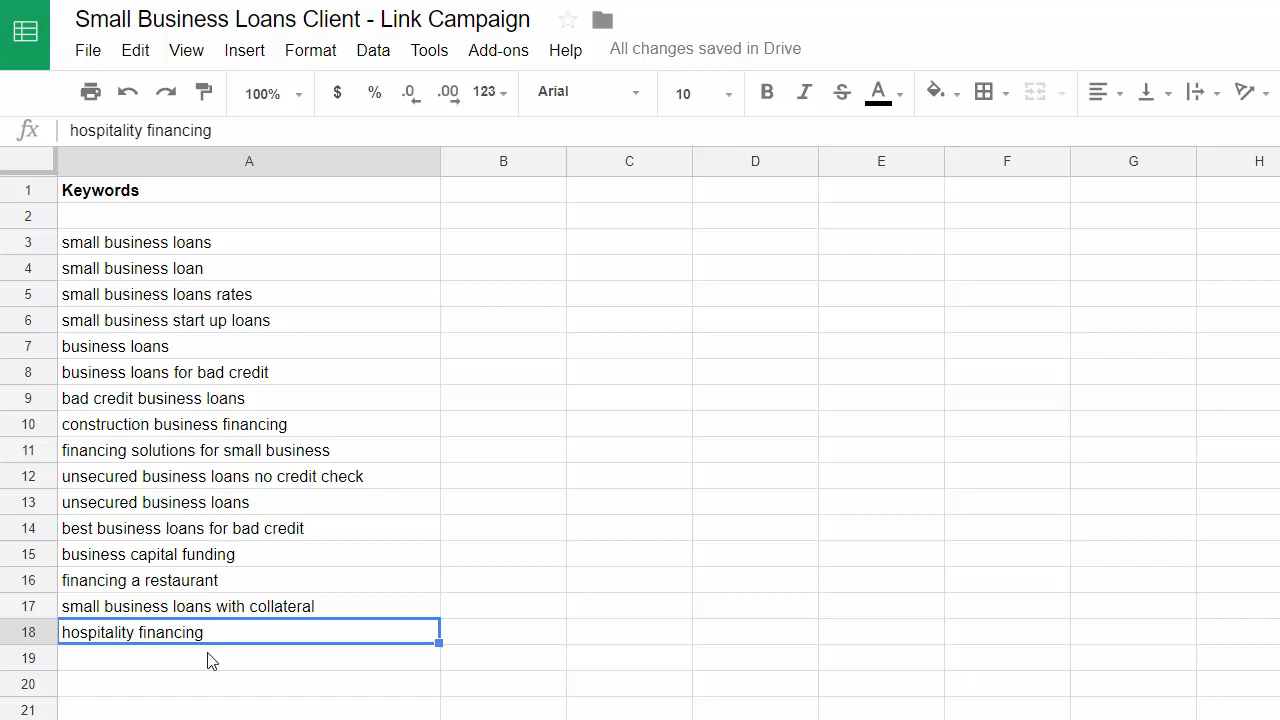 Small Business Loans Client - Link Campaign
File Edit View Insert Format Data Tools Add-ons Help All changes saved in Drive
100% $ % .0 .00 123 Arial 10 B I S A
fx hospitality financing
A B C D E F G H
1 Keywords
2
3 small business loans
4 small business loan
5 small business loans rates
6 small business start up loans
7 business loans
8 business loans for bad credit
9 bad credit business loans
10 construction business financing
11 financing solutions for small business
12 unsecured business loans no credit check
13 unsecured business loans
14 best business loans for bad credit
15 business capital funding
16 financing a restaurant
17 small business loans with collateral
18 hospitality financing
19
20
21